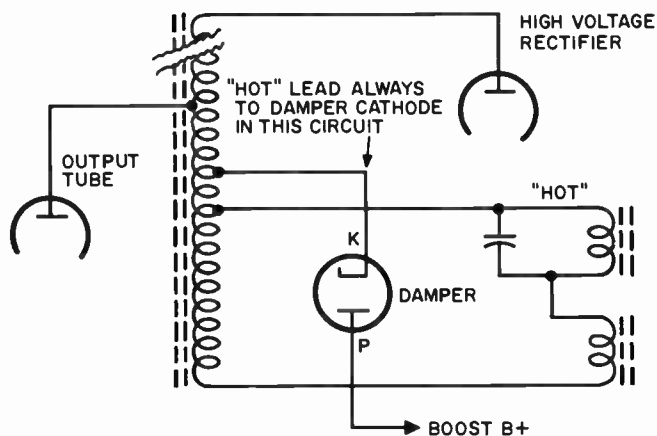 HIGH VOLTAGE
RECTIFIER
"HOT" LEAD ALWAYS
TO DAMPER CATHODE
IN THIS CIRCUIT
OUTPUT
TUBE
"HOT"
K
DAMPER
P
BOOST B+